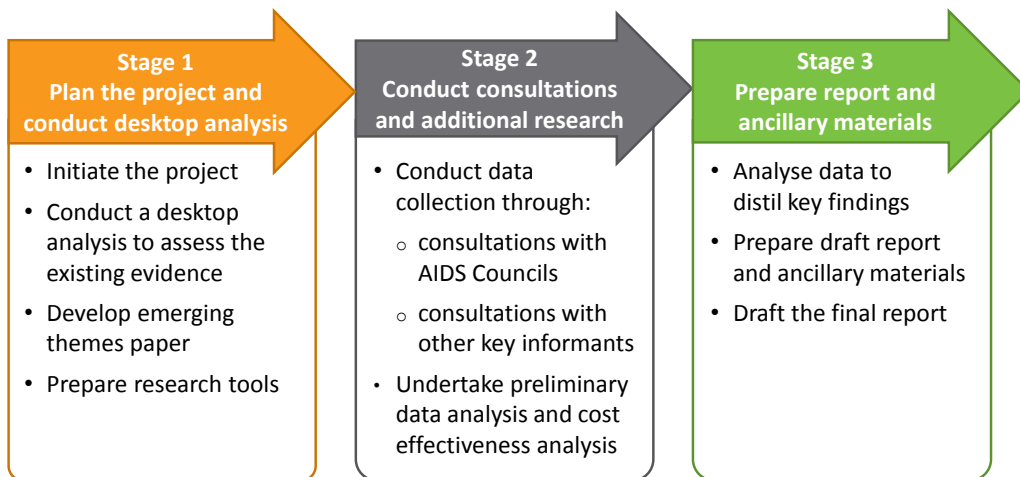 Stage 1
Plan the project and
conduct desktop analysis
• Initiate the project
• Conduct a desktop
analysis to assess the
existing evidence
• Develop emerging
themes paper
• Prepare research tools
Stage 2
Conduct consultations
and additional research
• Conduct data
collection through:
o consultations with
AIDS Councils
o consultations with
other key informants
• Undertake preliminary
data analysis and cost
effectiveness analysis
Stage 3
Prepare report and
ancillary materials
• Analyse data to
distil key findings
• Prepare draft report
and ancillary materials
• Draft the final report